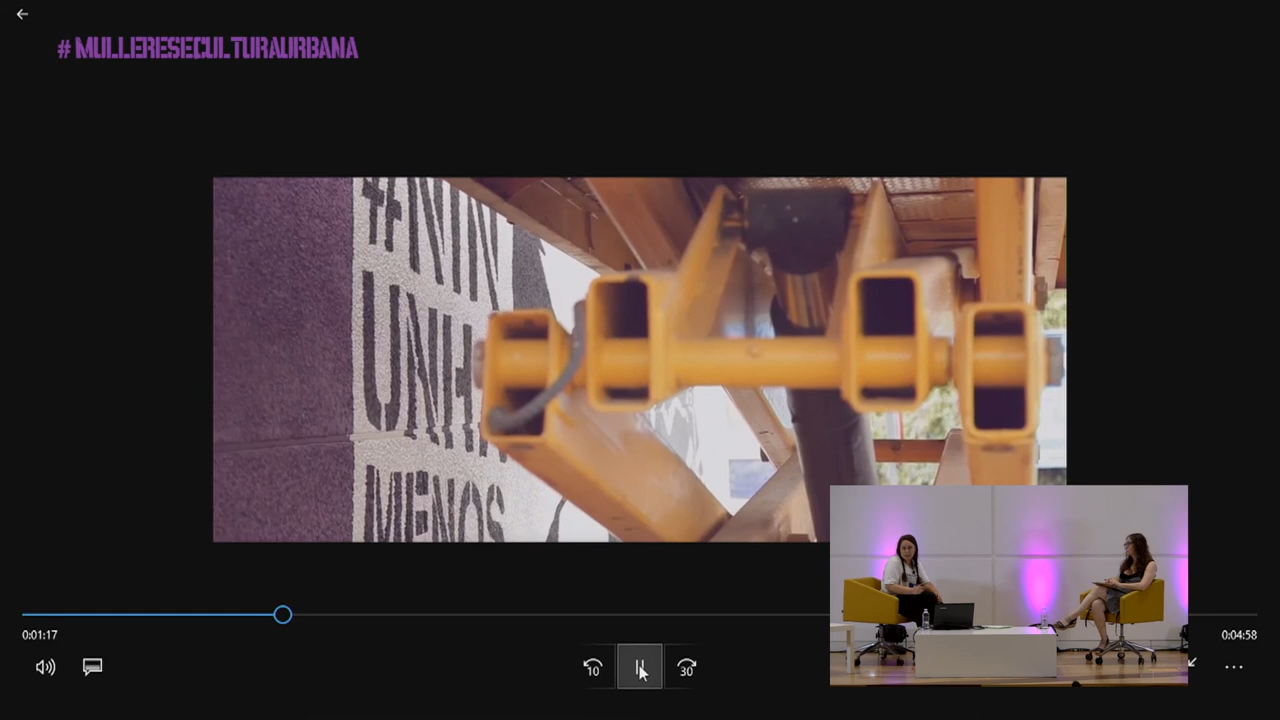 # MULLERESECULTURAURBANA
#NIN
UNHA
MENOS
0:01:17
0:04:58
10
30